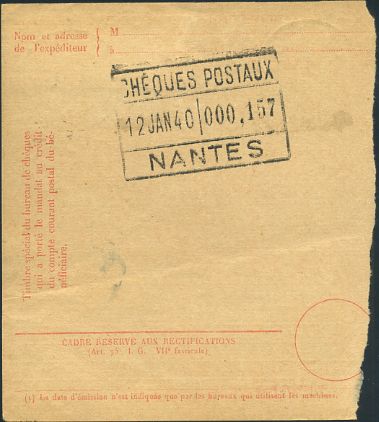 Nom et adresse
de l'expéditeur
M
à
CHÈQUES POSTAUX
12 JAN 40 000,157
NANTES
Timbre spécial du bureau de chèques
qui a porté le mandat au crédit
du compte courant postal du bé-
néficiaire.
CADRE RÉSERVÉ AUX RECTIFICATIONS
(Art. 35 I. G. VIIe fascicule)
(1) La date d'émission n'est indiquée que par les bureaux qui utilisent les machines.